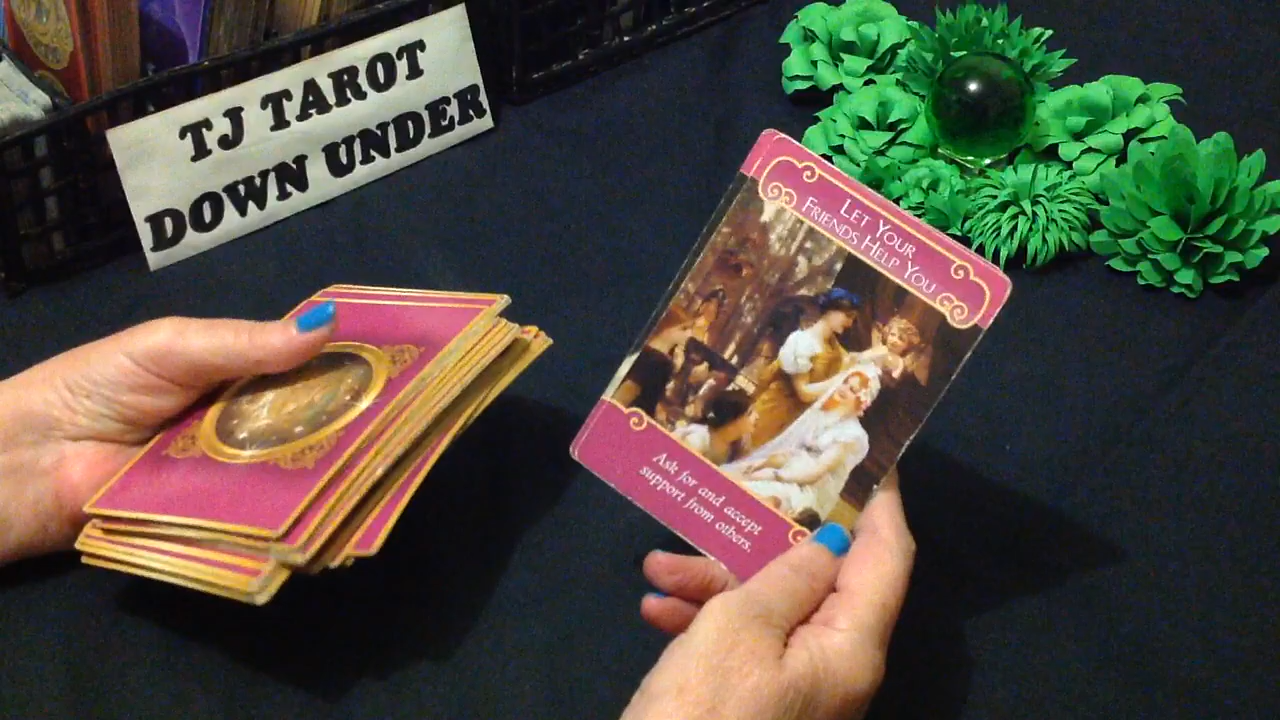 TJ TAROT
DOWN UNDER
LET YOUR
FRIENDS HELP YOU
Ask for and accept
support from others.